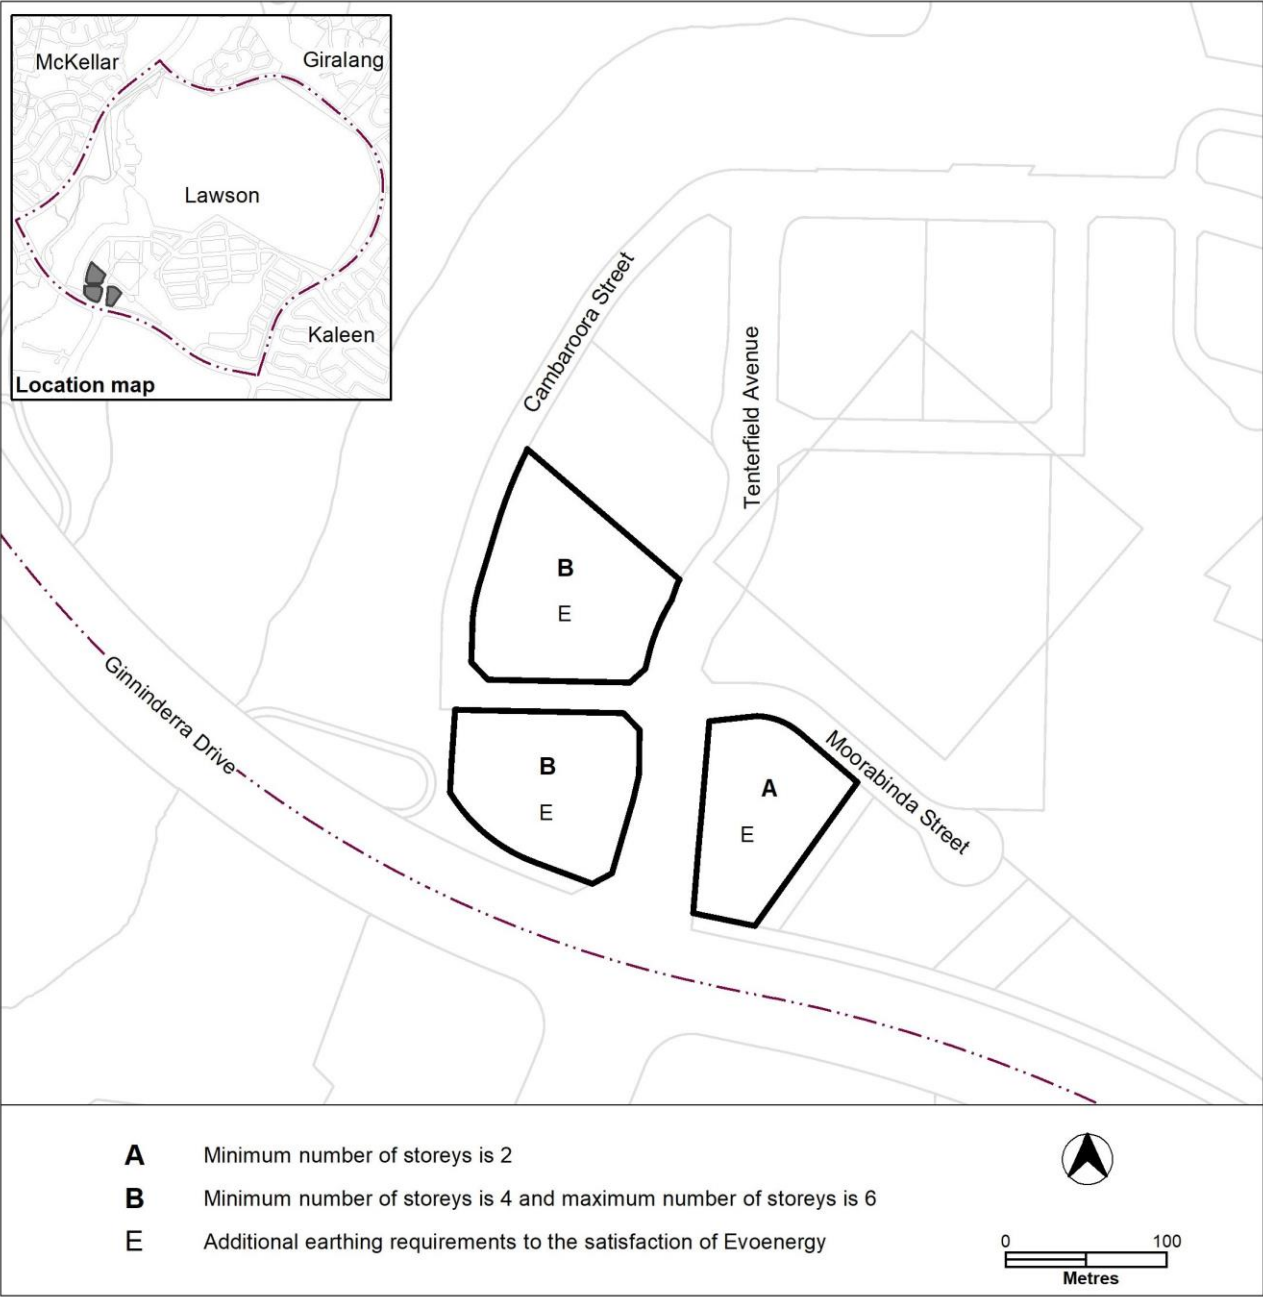 McKellar
Giralang
Lawson
Kaleen
Location map
Cambaroora Street
Tenterfield Avenue
B
E
Ginninderra Drive
B
E
A
E
Moorabinda Street
A Minimum number of storeys is 2
B Minimum number of storeys is 4 and maximum number of storeys is 6
E Additional earthing requirements to the satisfaction of Evoenergy
0 100
Metres